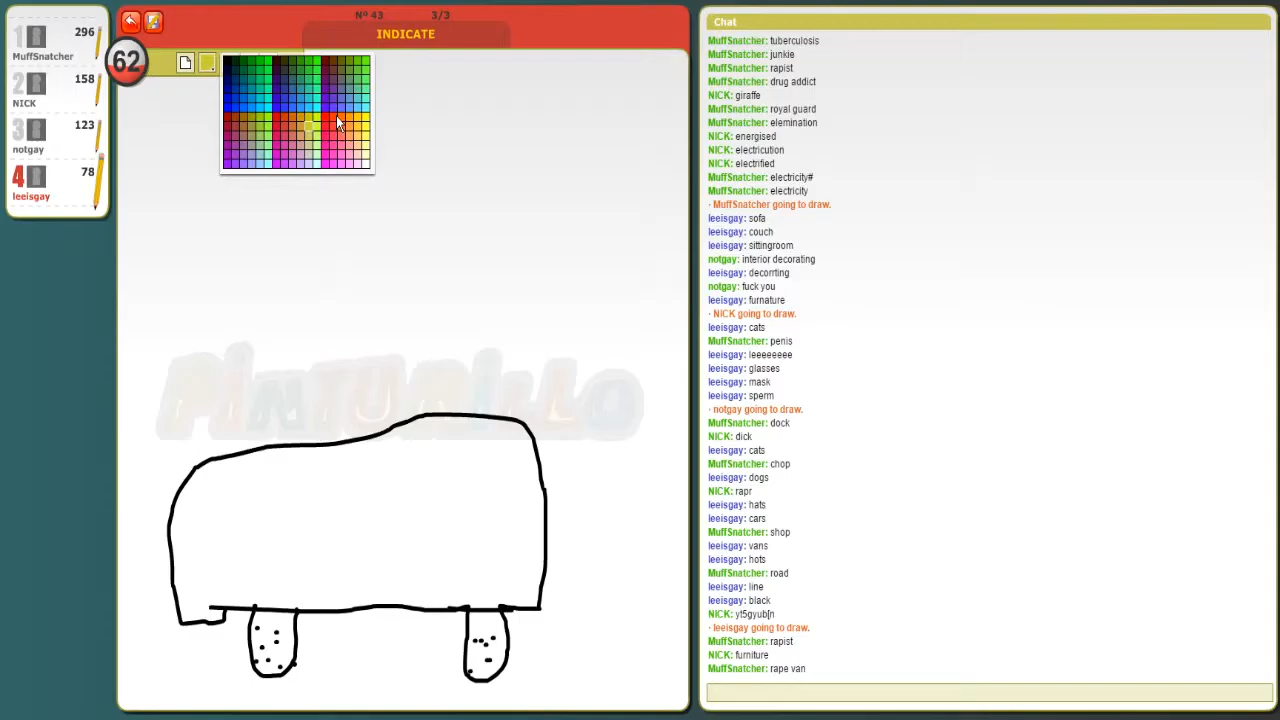 1
296
MuffSnatcher
2
158
NICK
3
123
notgay
4
78
leeisgay
62
Nº 43
3/3
INDICATE
Chat
MuffSnatcher: tuberculosis
MuffSnatcher: junkie
MuffSnatcher: rapist
MuffSnatcher: drug addict
NICK: giraffe
MuffSnatcher: royal guard
MuffSnatcher: elemination
NICK: energised
NICK: electricution
NICK: electrified
MuffSnatcher: electricity#
MuffSnatcher: electricity
· MuffSnatcher going to draw.
leeisgay: sofa
leeisgay: couch
leeisgay: sittingroom
notgay: interior decorating
leeisgay: decorrting
notgay: fuck you
leeisgay: furnature
· NICK going to draw.
leeisgay: cats
MuffSnatcher: penis
leeisgay: leeeeeeee
leeisgay: glasses
leeisgay: mask
leeisgay: sperm
· notgay going to draw.
MuffSnatcher: dock
NICK: dick
leeisgay: cats
MuffSnatcher: chop
leeisgay: dogs
NICK: rapr
leeisgay: hats
leeisgay: cars
MuffSnatcher: shop
leeisgay: vans
leeisgay: hots
MuffSnatcher: road
leeisgay: line
leeisgay: black
NICK: yt5gyub[n
· leeisgay going to draw.
MuffSnatcher: rapist
NICK: furniture
MuffSnatcher: rape van